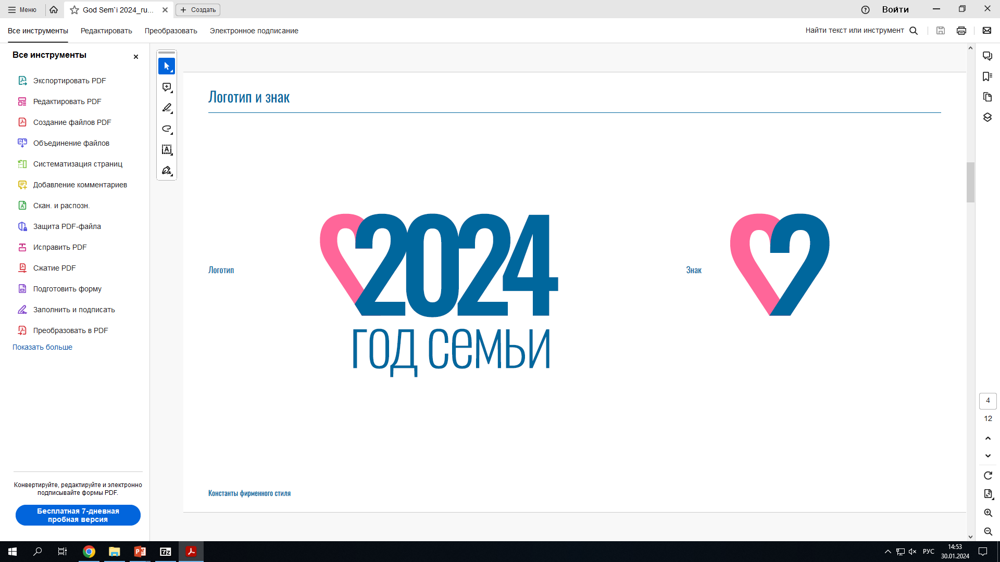 Меню
God Sem`i 2024_ru...
Создать
Войти
Все инструменты
Редактировать
Преобразовать
Электронное подписание
Найти текст или инструмент
Все инструменты
Экспортировать PDF
Редактировать PDF
Создание файлов PDF
Объединение файлов
Систематизация страниц
Добавление комментариев
Скан. и распозн.
Защита PDF-файла
Исправить PDF
Сжатие PDF
Подготовить форму
Заполнить и подписать
Преобразовать в PDF
Показать больше
Конвертируйте, редактируйте и электронно
подписывайте формы PDF.
Бесплатная 7-дневная
пробная версия
Логотип и знак
Логотип
2024
год семьи
Знак
Константы фирменного стиля
4
12
РУС
14:53
30.01.2024